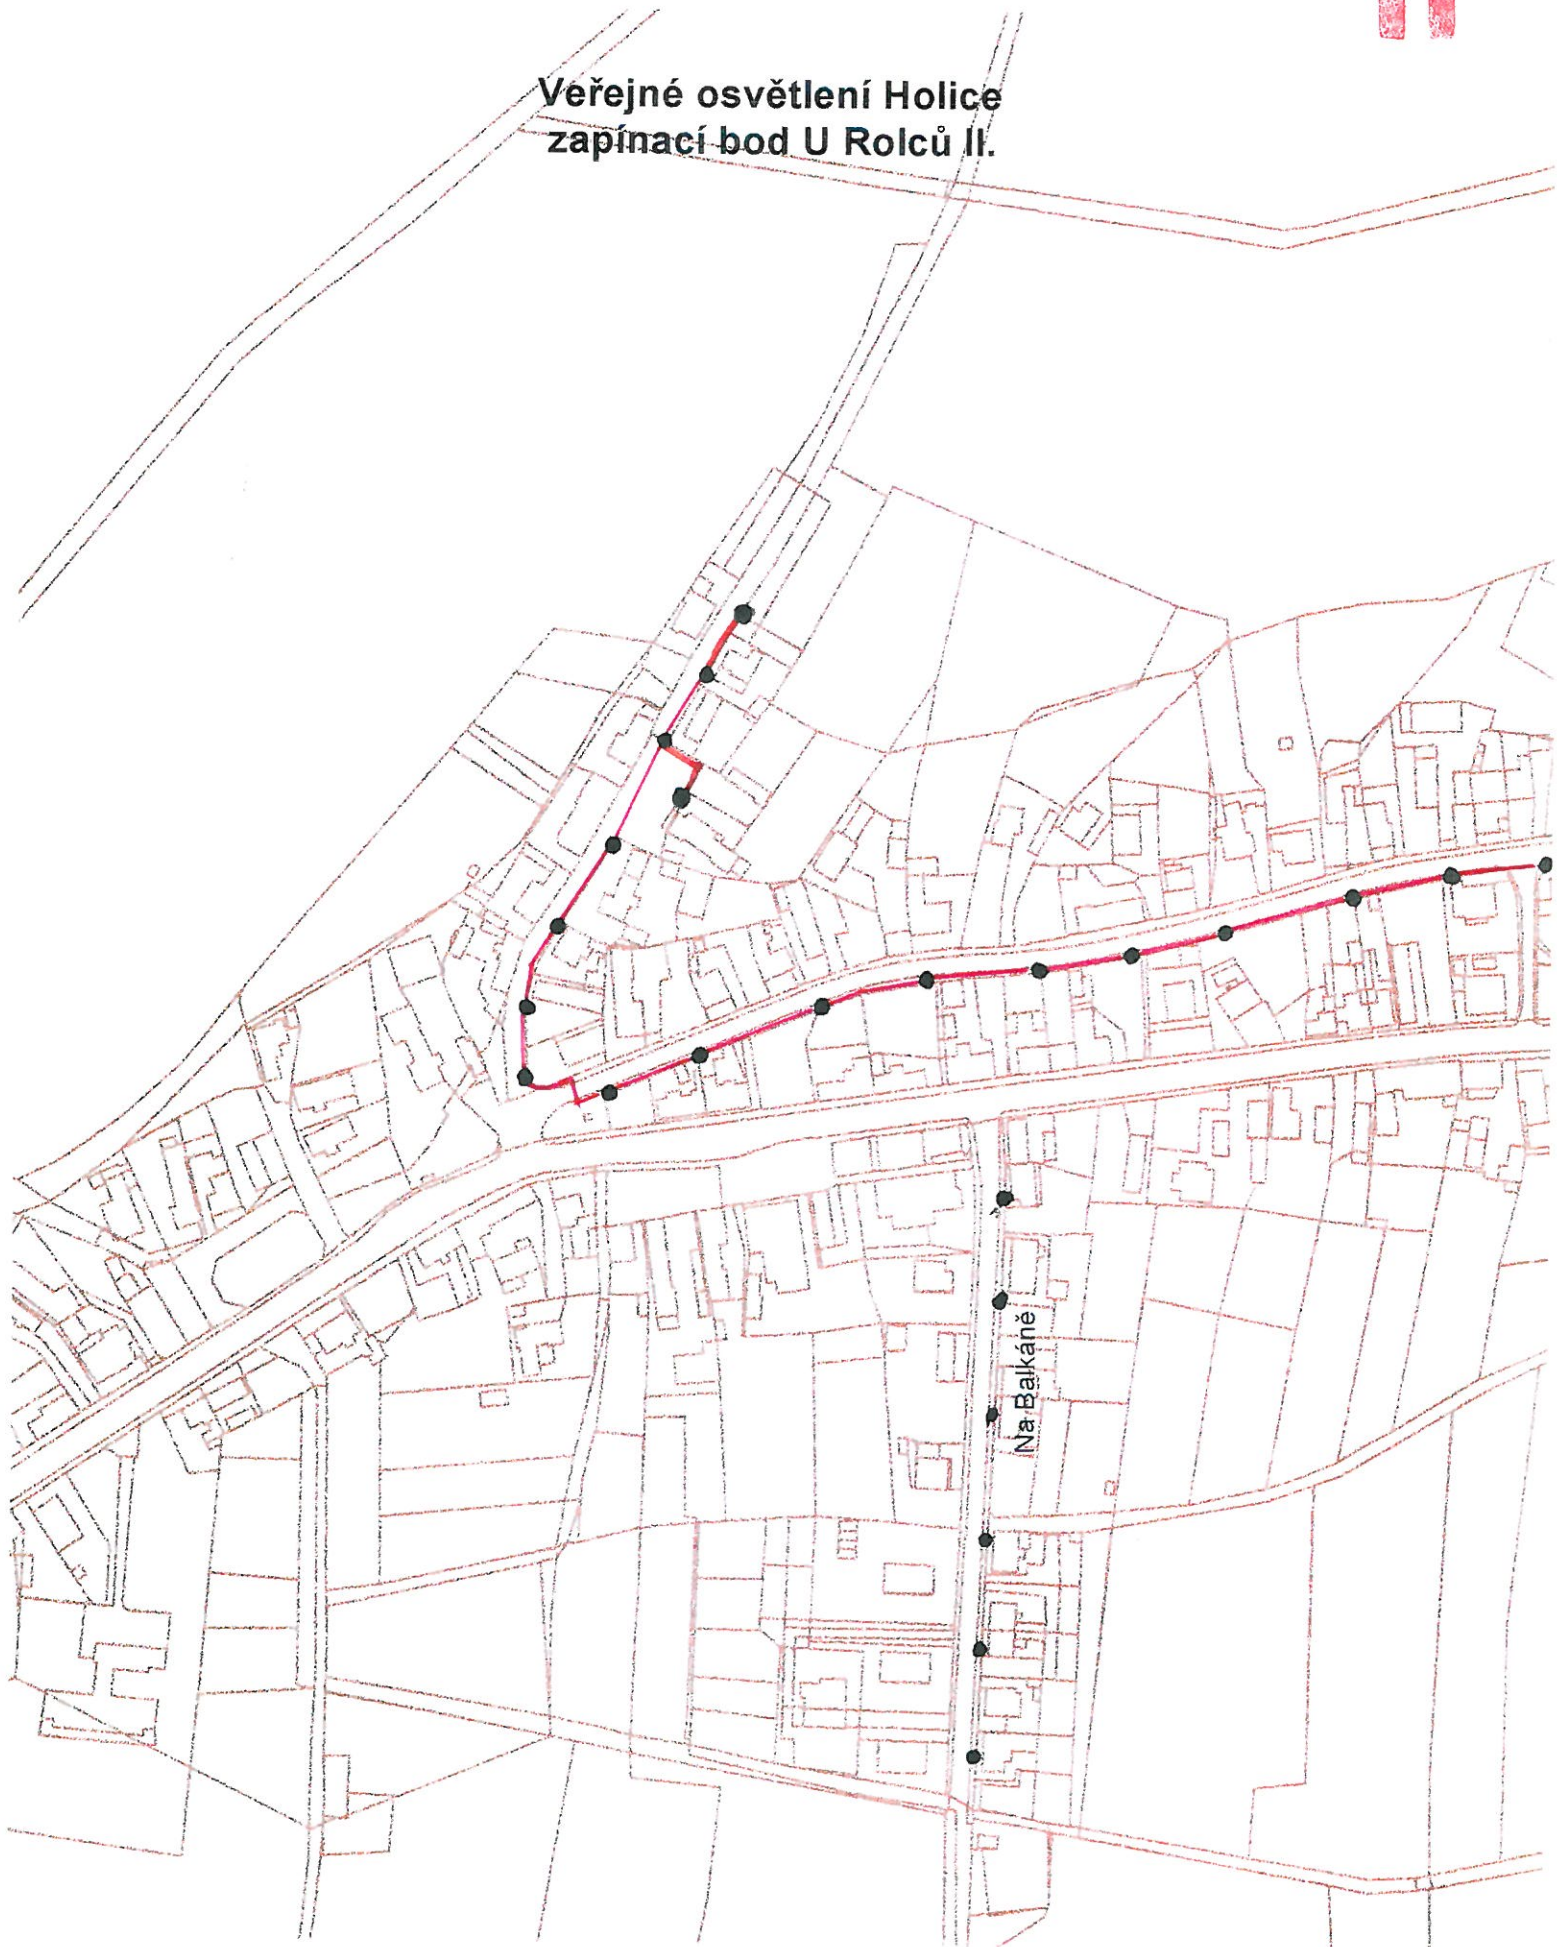 Veřejné osvětlení Holice
zapínací bod U Rolců II.
Na Balkáně